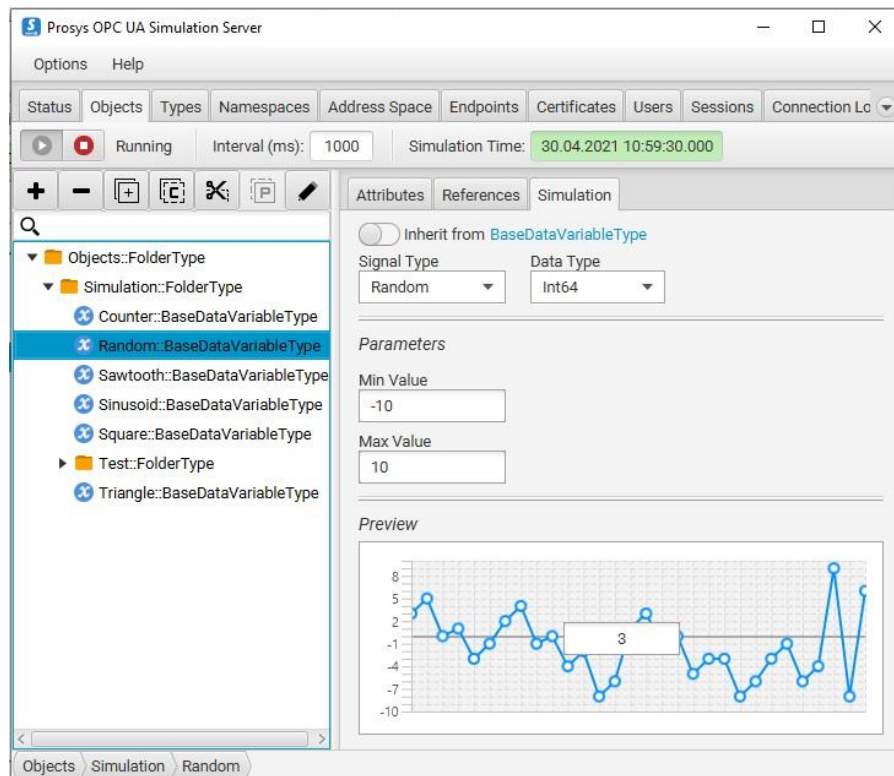 Prosys OPC UA Simulation Server
Options Help
Status Objects Types Namespaces Address Space Endpoints Certificates Users Sessions Connection Lo
Running Interval (ms): 1000 Simulation Time: 30.04.2021 10:59:30.000
Attributes References Simulation
Objects::FolderType
Simulation::FolderType
Counter::BaseDataVariableType
Random::BaseDataVariableType
Sawtooth::BaseDataVariableType
Sinusoid::BaseDataVariableType
Square::BaseDataVariableType
Test::FolderType
Triangle::BaseDataVariableType
Inherit from BaseDataVariableType
Signal Type Data Type
Random Int64
Parameters
Min Value
-10
Max Value
10
Preview
8
5
2
-1
-4
-7
-10
3
Objects Simulation Random